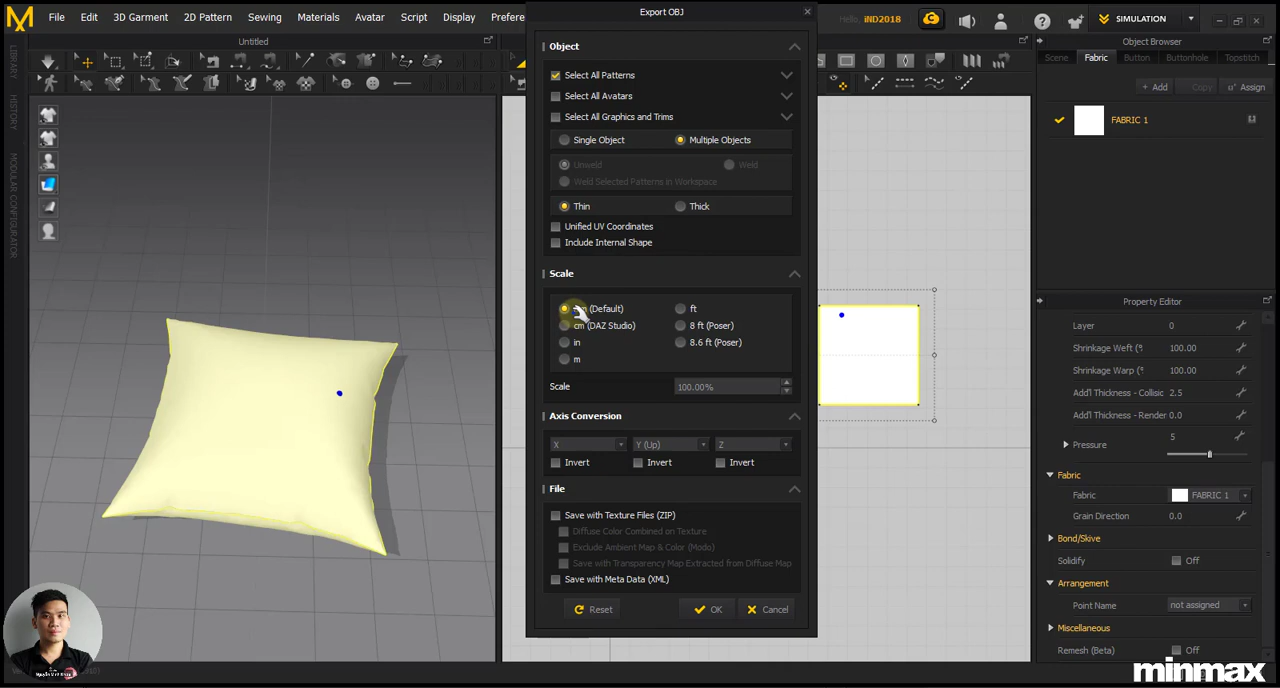 File Edit 3D Garment 2D Pattern Sewing Materials Avatar Script Display Prefere
Export OBJ
Hello, iND2018
SIMULATION
Untitled
Object Browser
Scene Fabric Button Buttonhole Topstitch
Add Copy Assign
FABRIC 1
LIBRARY
HISTORY
MODULAR CONFIGURATOR
Object
Select All Patterns
Select All Avatars
Select All Graphics and Trims
Single Object Multiple Objects
Unweld Weld
Weld Selected Patterns in Workspace
Thin Thick
Unified UV Coordinates
Include Internal Shape
Scale
(Default) ft
cm (DAZ Studio) 8 ft (Poser)
in 8.6 ft (Poser)
m
Scale 100.00%
Axis Conversion
X Y (Up) Z
Invert Invert Invert
File
Save with Texture Files (ZIP)
Diffuse Color Combined on Texture
Exclude Ambient Map & Color (Modo)
Save with Transparency Map Extracted from Diffuse Map
Save with Meta Data (XML)
Reset OK Cancel
Property Editor
Layer 0
Shrinkage Weft (% 100.00
Shrinkage Warp (% 100.00
Add'l Thickness - Collisic 2.5
Add'l Thickness - Render 0.0
Pressure 5
Fabric
Fabric FABRIC 1
Grain Direction 0.0
Bond/Skive
Solidify Off
Arrangement
Point Name not assigned
Miscellaneous
Remesh (Beta) Off
minmax